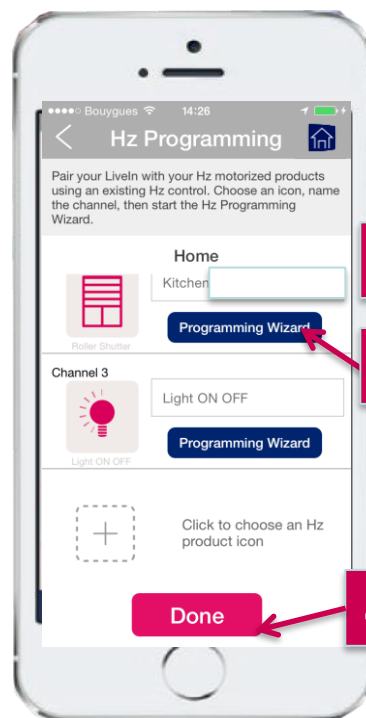 Bouygues 14:26
Hz Programming
Pair your LiveIn with your Hz motorized products
using an existing Hz control. Choose an icon, name
the channel, then start the Hz Programming
Wizard.
Home
Kitchen
Programming Wizard
Roller Shutter
Channel 3
Light ON OFF
Programming Wizard
Light ON OFF
Click to choose an Hz
product icon
Done